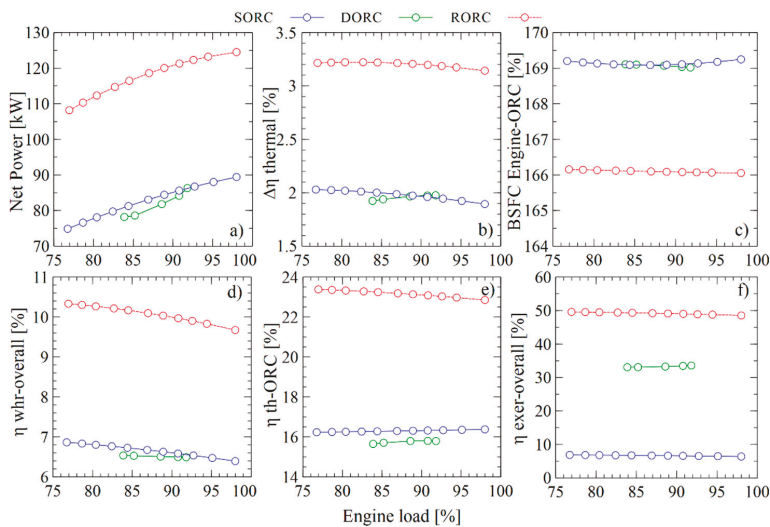 SORC DORC RORC
Net Power [kW]
130
120
110
100
90
80
70
75 80 85 90 95 100
a)
Δη thermal [%]
3.5
3
2.5
2
1.5
75 80 85 90 95 100
b)
BSFC Engine-ORC [%]
170
169
168
167
166
165
164
75 80 85 90 95 100
c)
η whr-overall [%]
11
10
9
8
7
6
75 80 85 90 95 100
d)
η th-ORC [%]
24
22
20
18
16
14
75 80 85 90 95 100
e)
η exer-overall [%]
60
50
40
30
20
10
0
75 80 85 90 95 100
f)
Engine load [%]